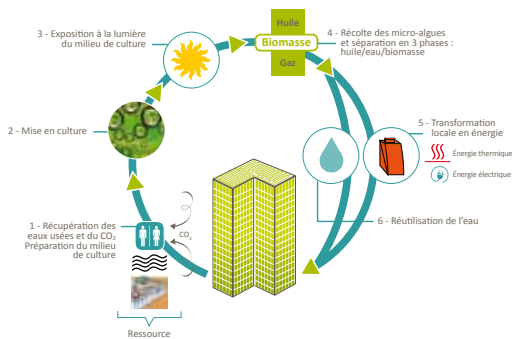 3 - Exposition à la lumière
du milieu de culture
Huile
Biomasse
Gaz
4 - Récolte des micro-algues
et séparation en 3 phases :
huile/eau/biomasse
2 - Mise en culture
5 - Transformation
locale en énergie
Énergie thermique
Énergie électrique
6 - Réutilisation de l'eau
1 - Récupération des
eaux usées et du CO₂
Préparation du milieu
de culture
CO₂
Ressource